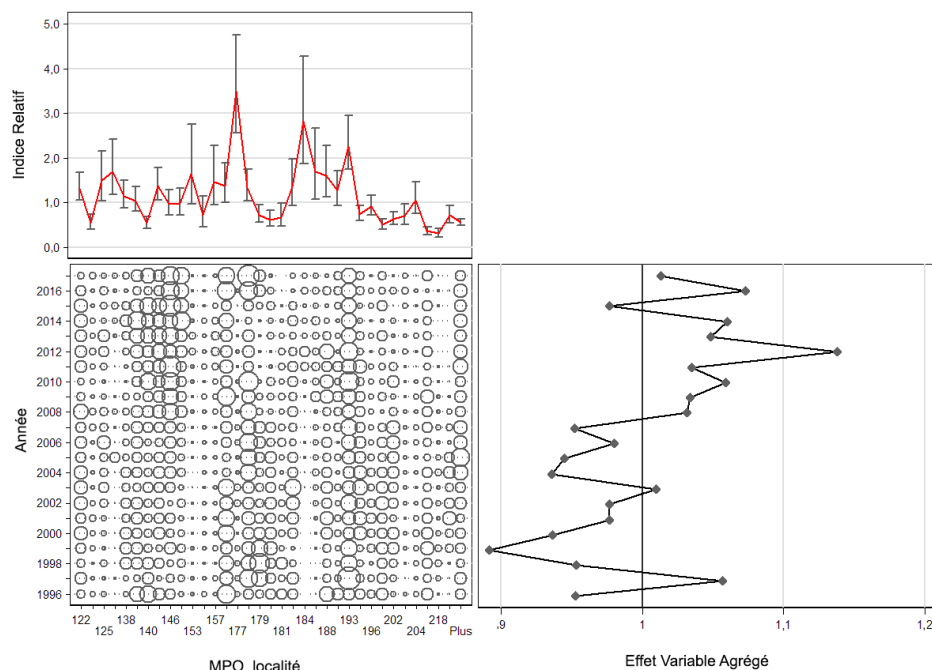 Indice Relatif
5.0
4.0
3.0
2.0
1.0
0.0
Année
2016
2014
2012
2010
2008
2006
2004
2002
2000
1998
1996
122 138 146 157 179 184 193 202 218
125 140 153 177 181 188 196 204 Plus
MPO_localité
,9 1 1,1 1,2
Effet Variable Agrégé